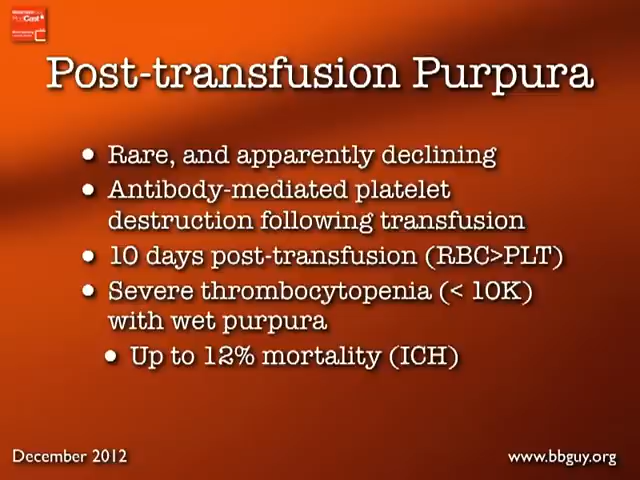 Post-transfusion Purpura
• Rare, and apparently declining
• Antibody-mediated platelet
destruction following transfusion
• 10 days post-transfusion (RBC>PLT)
• Severe thrombocytopenia (< 10K)
with wet purpura
• Up to 12% mortality (ICH)
December 2012
www.bbguy.org